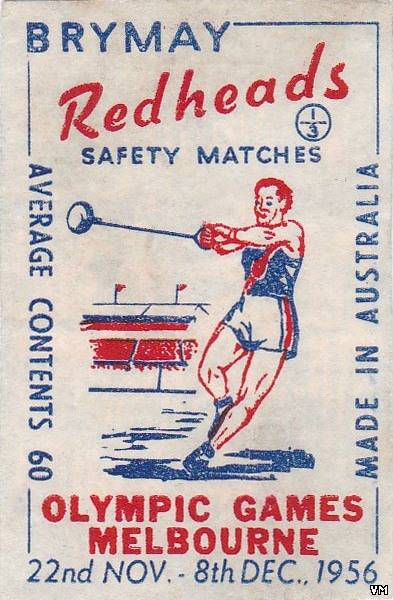 BRYMAY
Redheads
1/3
SAFETY MATCHES
AVERAGE CONTENTS 60
MADE IN AUSTRALIA
OLYMPIC GAMES
MELBOURNE
22nd NOV. - 8th DEC., 1956
VM